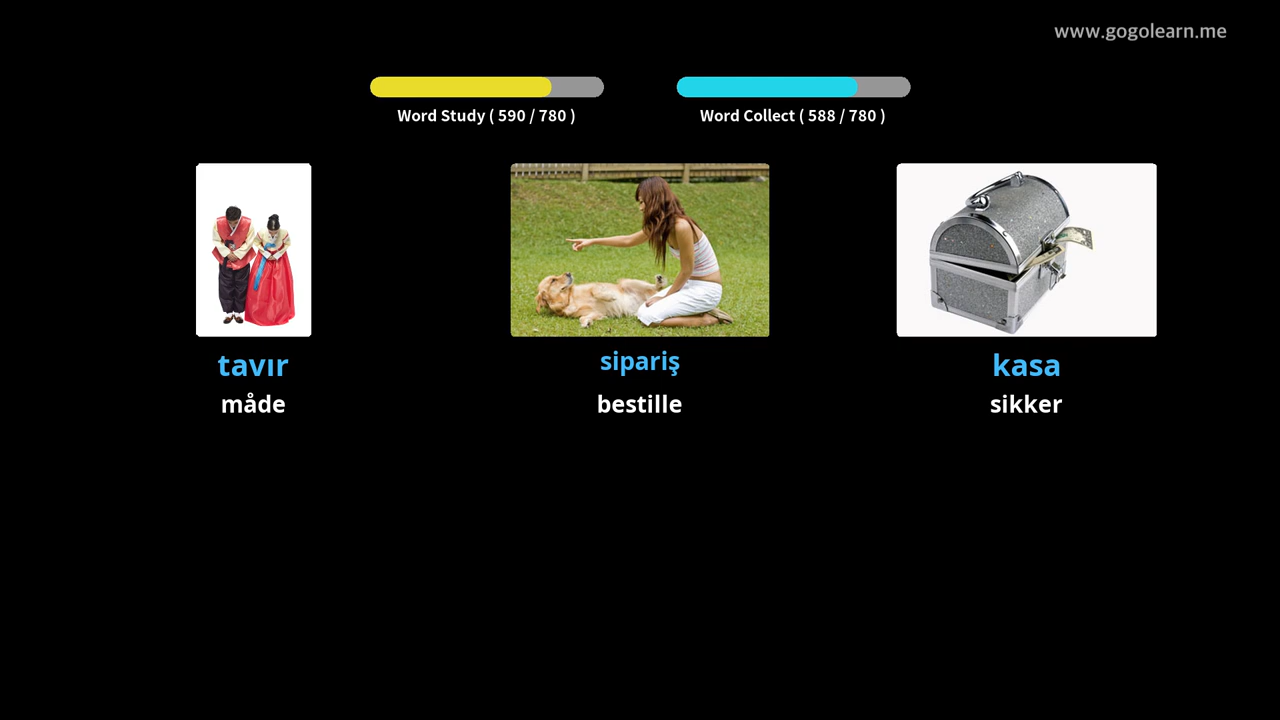 www.gogolearn.me
Word Study ( 590 / 780 )
Word Collect ( 588 / 780 )
tavır
sipariş
kasa
måde
bestille
sikker